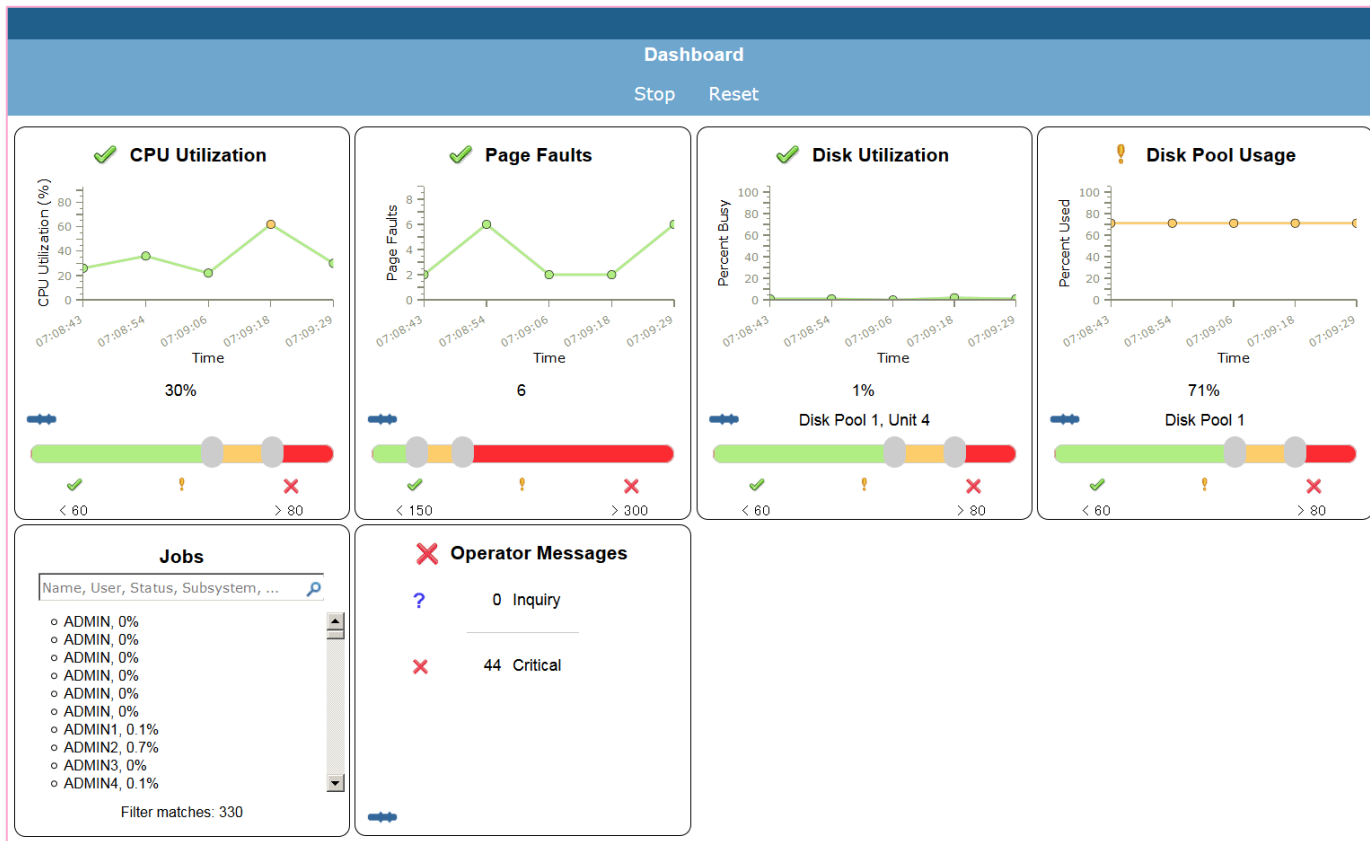 Dashboard
Stop Reset
CPU Utilization
CPU Utilization (%)
80
60
40
20
0
07:08:43 07:08:54 07:09:06 07:09:18 07:09:29
Time
30%
< 60 > 80
Page Faults
Page Faults
8
6
4
2
0
07:08:43 07:08:54 07:09:06 07:09:18 07:09:29
Time
6
< 150 > 300
Disk Utilization
Percent Busy
100
80
60
40
20
0
07:08:43 07:08:54 07:09:06 07:09:18 07:09:29
Time
1%
Disk Pool 1, Unit 4
< 60 > 80
Disk Pool Usage
Percent Used
100
80
60
40
20
0
07:08:43 07:08:54 07:09:06 07:09:18 07:09:29
Time
71%
Disk Pool 1
< 60 > 80
Jobs
Name, User, Status, Subsystem, ...
ADMIN, 0%
ADMIN, 0%
ADMIN, 0%
ADMIN, 0%
ADMIN, 0%
ADMIN, 0%
ADMIN1, 0.1%
ADMIN2, 0.7%
ADMIN3, 0%
ADMIN4, 0.1%
Filter matches: 330
Operator Messages
? 0 Inquiry
44 Critical